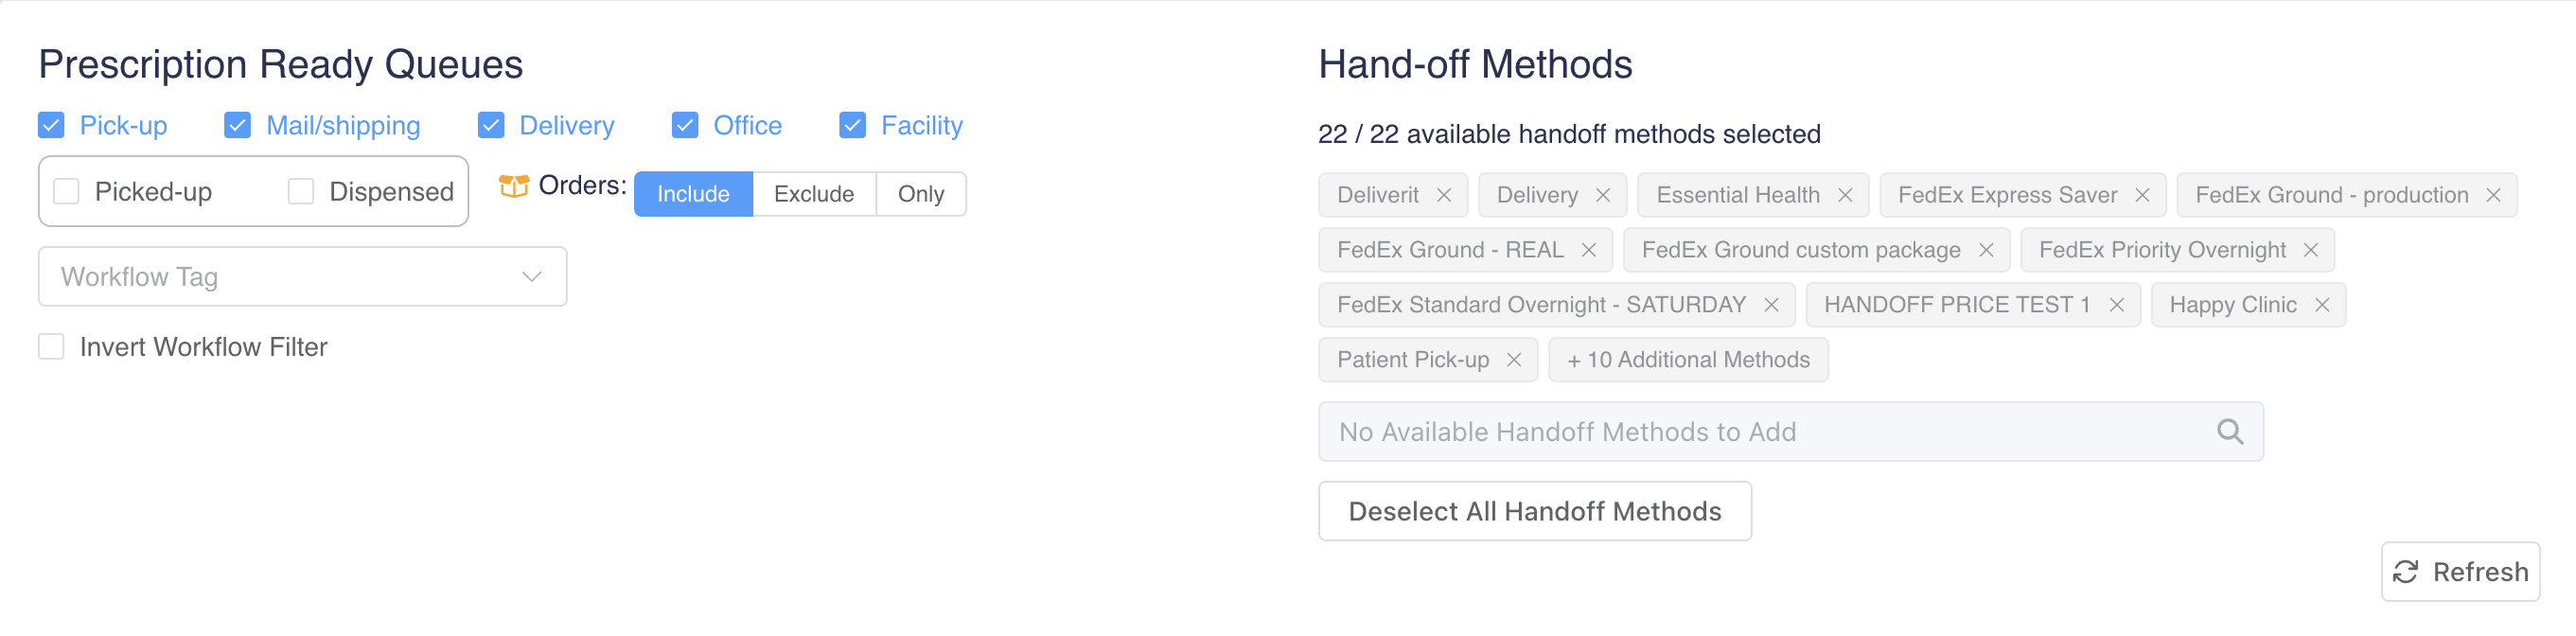 Prescription Ready Queues
Pick-up Mail/shipping Delivery Office Facility
Picked-up Dispensed Orders: Include Exclude Only
Workflow Tag
Invert Workflow Filter
Hand-off Methods
22 / 22 available handoff methods selected
Deliverit Delivery Essential Health FedEx Express Saver FedEx Ground - production
FedEx Ground - REAL FedEx Ground custom package FedEx Priority Overnight
FedEx Standard Overnight - SATURDAY HANDOFF PRICE TEST 1 Happy Clinic
Patient Pick-up + 10 Additional Methods
No Available Handoff Methods to Add
Deselect All Handoff Methods
Refresh